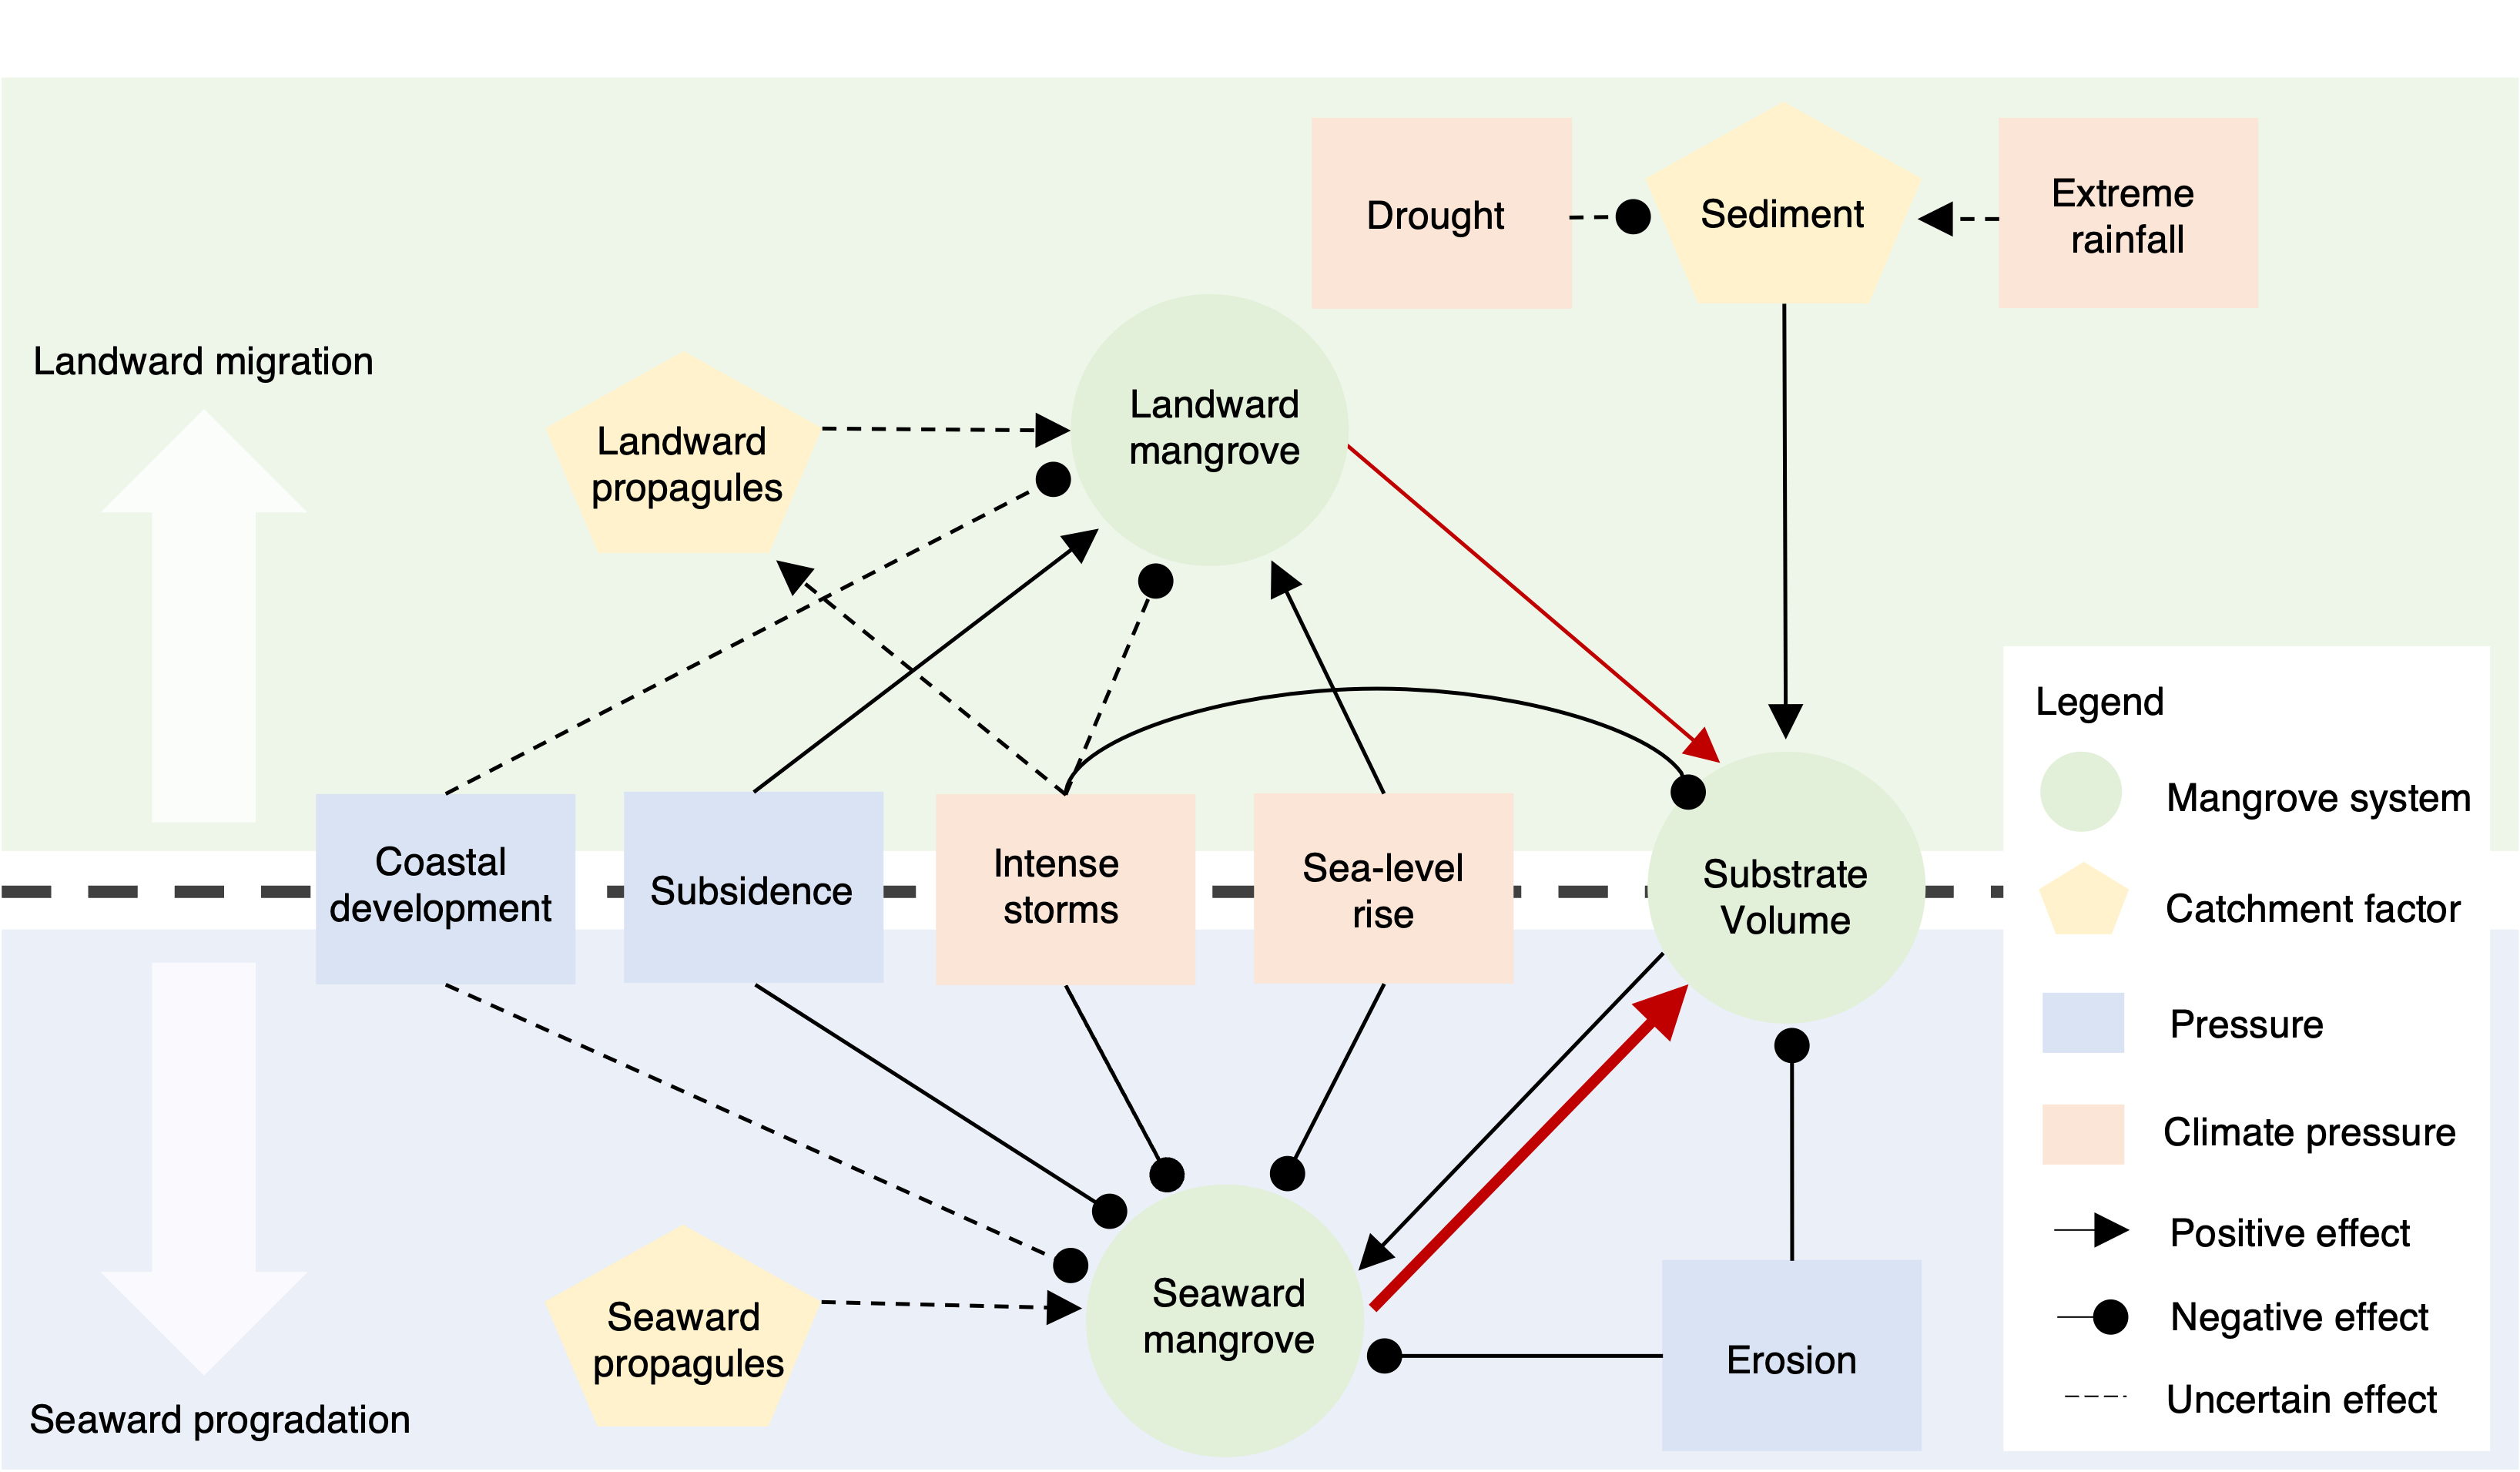 Drought
Sediment
Extreme
rainfall
Landward migration
Landward
mangrove
Landward
propagules
Coastal
development
Subsidence
Intense
storms
Sea-level
rise
Substrate
Volume
Seaward
mangrove
Seaward
propagules
Erosion
Seaward progradation
Legend
Mangrove system
Catchment factor
Pressure
Climate pressure
Positive effect
Negative effect
Uncertain effect